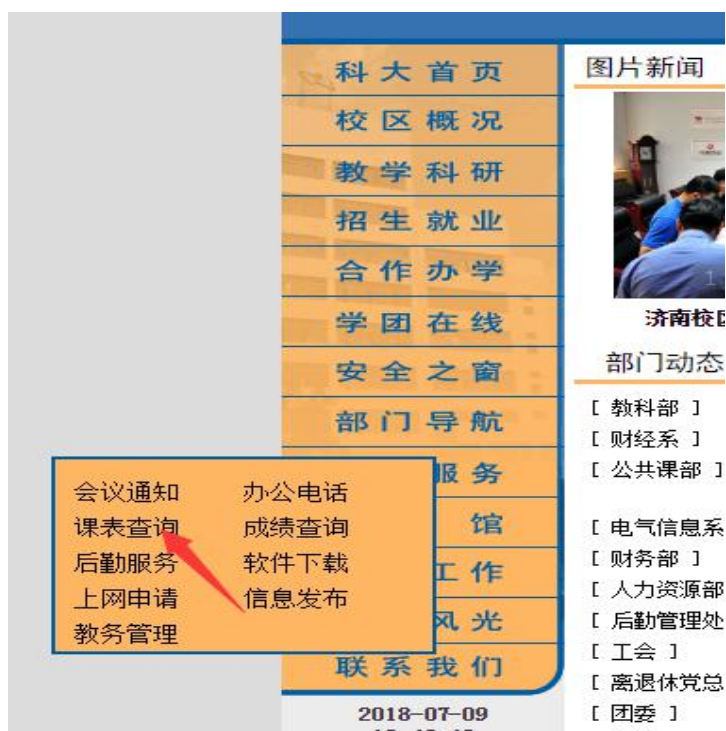 科大首页
校区概况
教学科研
招生就业
合作办学
学团在线
安全之窗
部门导航
服务
馆
工作
风光
联系我们
2018-07-09
会议通知 办公电话
课表查询 成绩查询
后勤服务 软件下载
上网申请 信息发布
教务管理
图片新闻
1
济南校区
部门动态
[ 教科部 ]
[ 财经系 ]
[ 公共课部 ]
[ 电气信息系
[ 财务部 ]
[ 人力资源部
[ 后勤管理处
[ 工会 ]
[ 离退休党总
[ 团委 ]